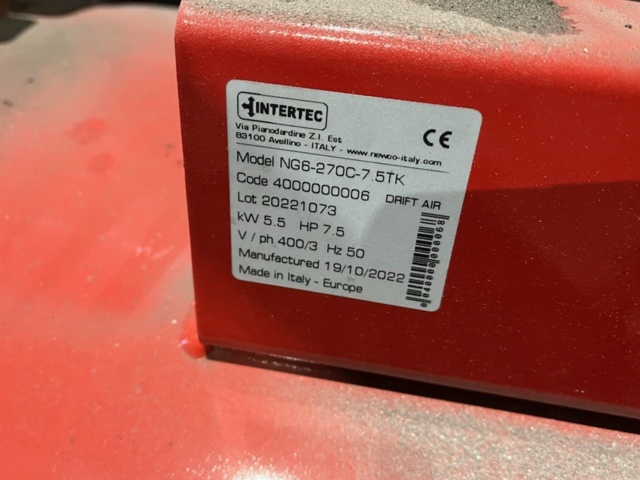 INTERTEC
CE
Via Pianodardine Z.I. Est
83100 Avellino - ITALY - www.newco-italy.com
Model NG6-270C-7.5TK
Code 4000000006 DRIFT AIR
Lot 20221073
kW 5.5 HP 7.5
V / ph 400/3 Hz 50
Manufactured 19/10/2022
Made in Italy - Europe